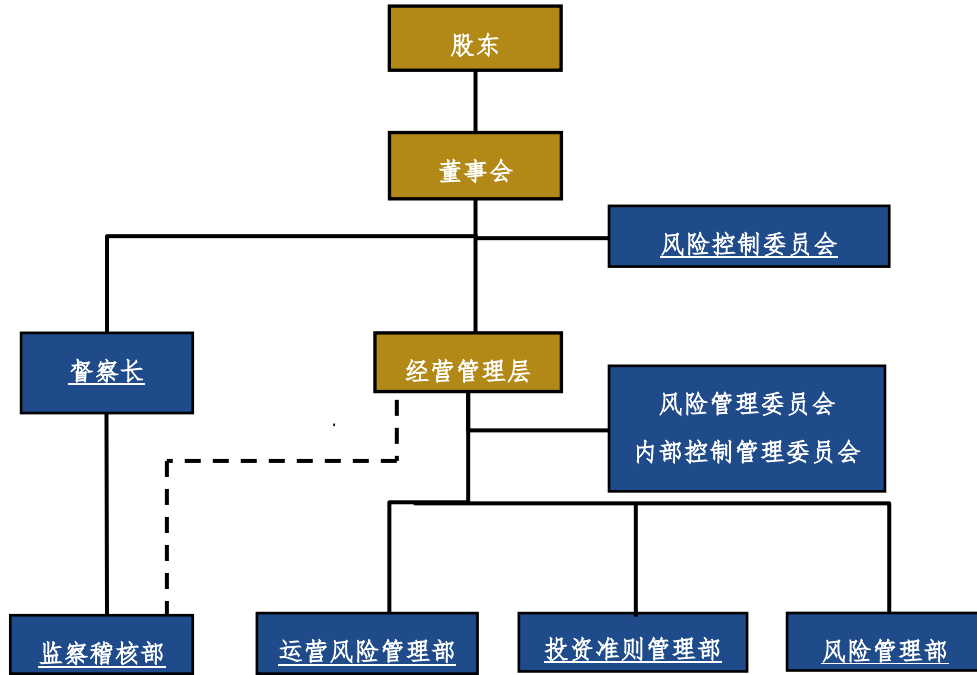 股东
董事会
风险控制委员会
督察长
经营管理层
风险管理委员会
内部控制管理委员会
监察稽核部
运营风险管理部
投资准则管理部
风险管理部